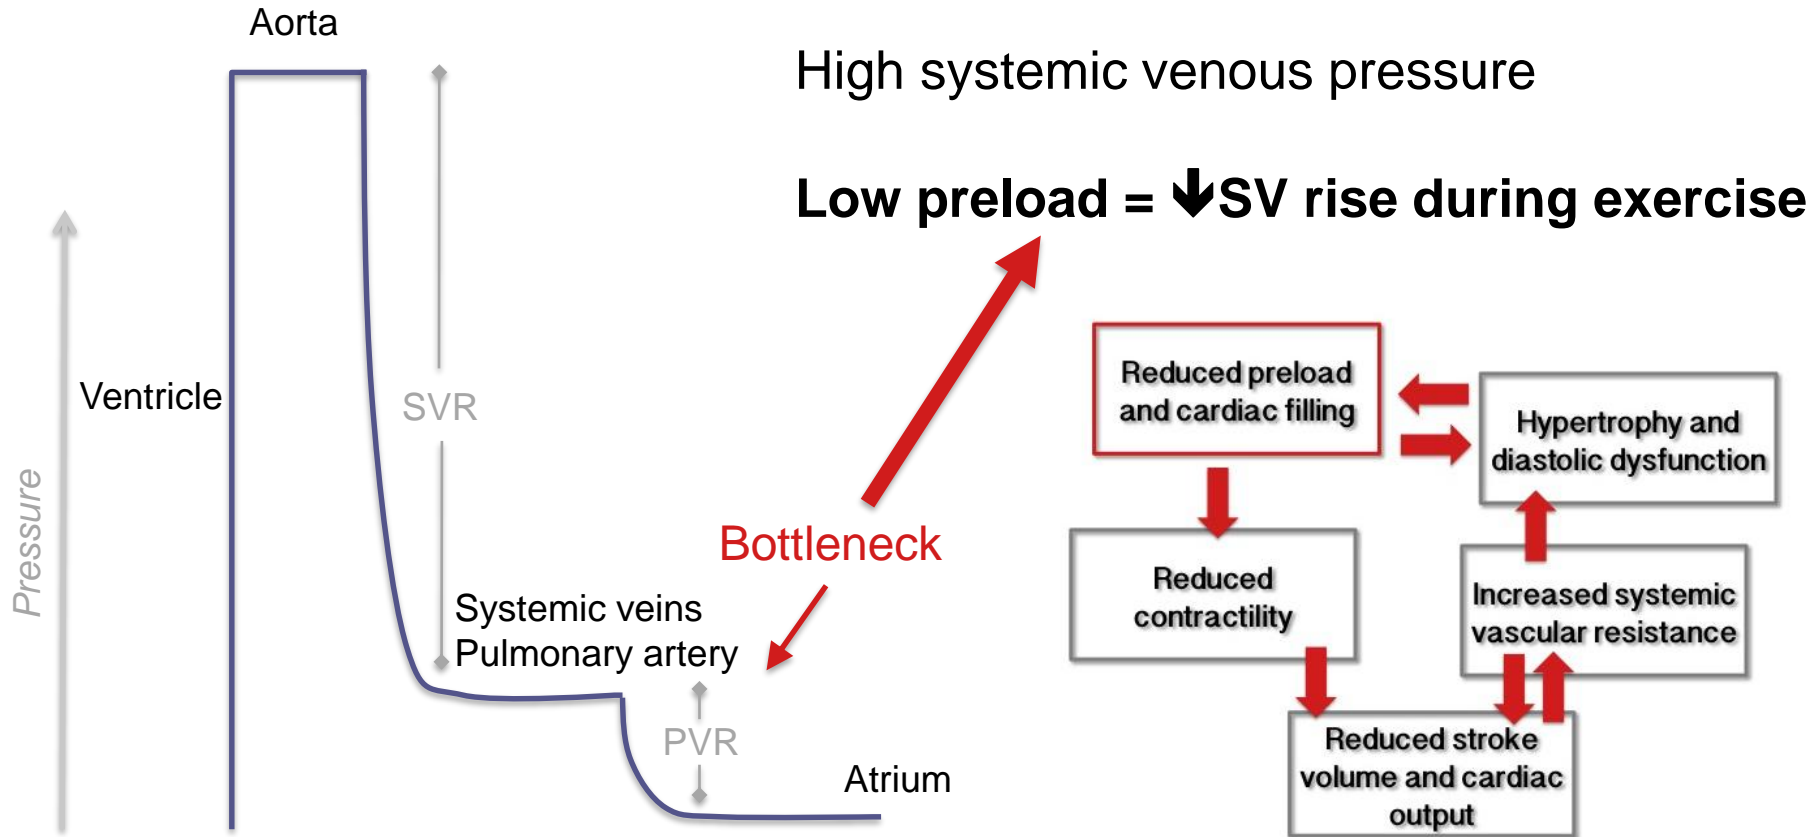 Aorta
High systemic venous pressure
Low preload = 🡻SV rise during exercise
Ventricle
SVR
Pressure
Bottleneck
Systemic veins
Pulmonary artery
PVR
Atrium
Reduced preload
and cardiac filling
Hypertrophy and
diastolic dysfunction
Reduced
contractility
Increased systemic
vascular resistance
Reduced stroke
volume and cardiac
output